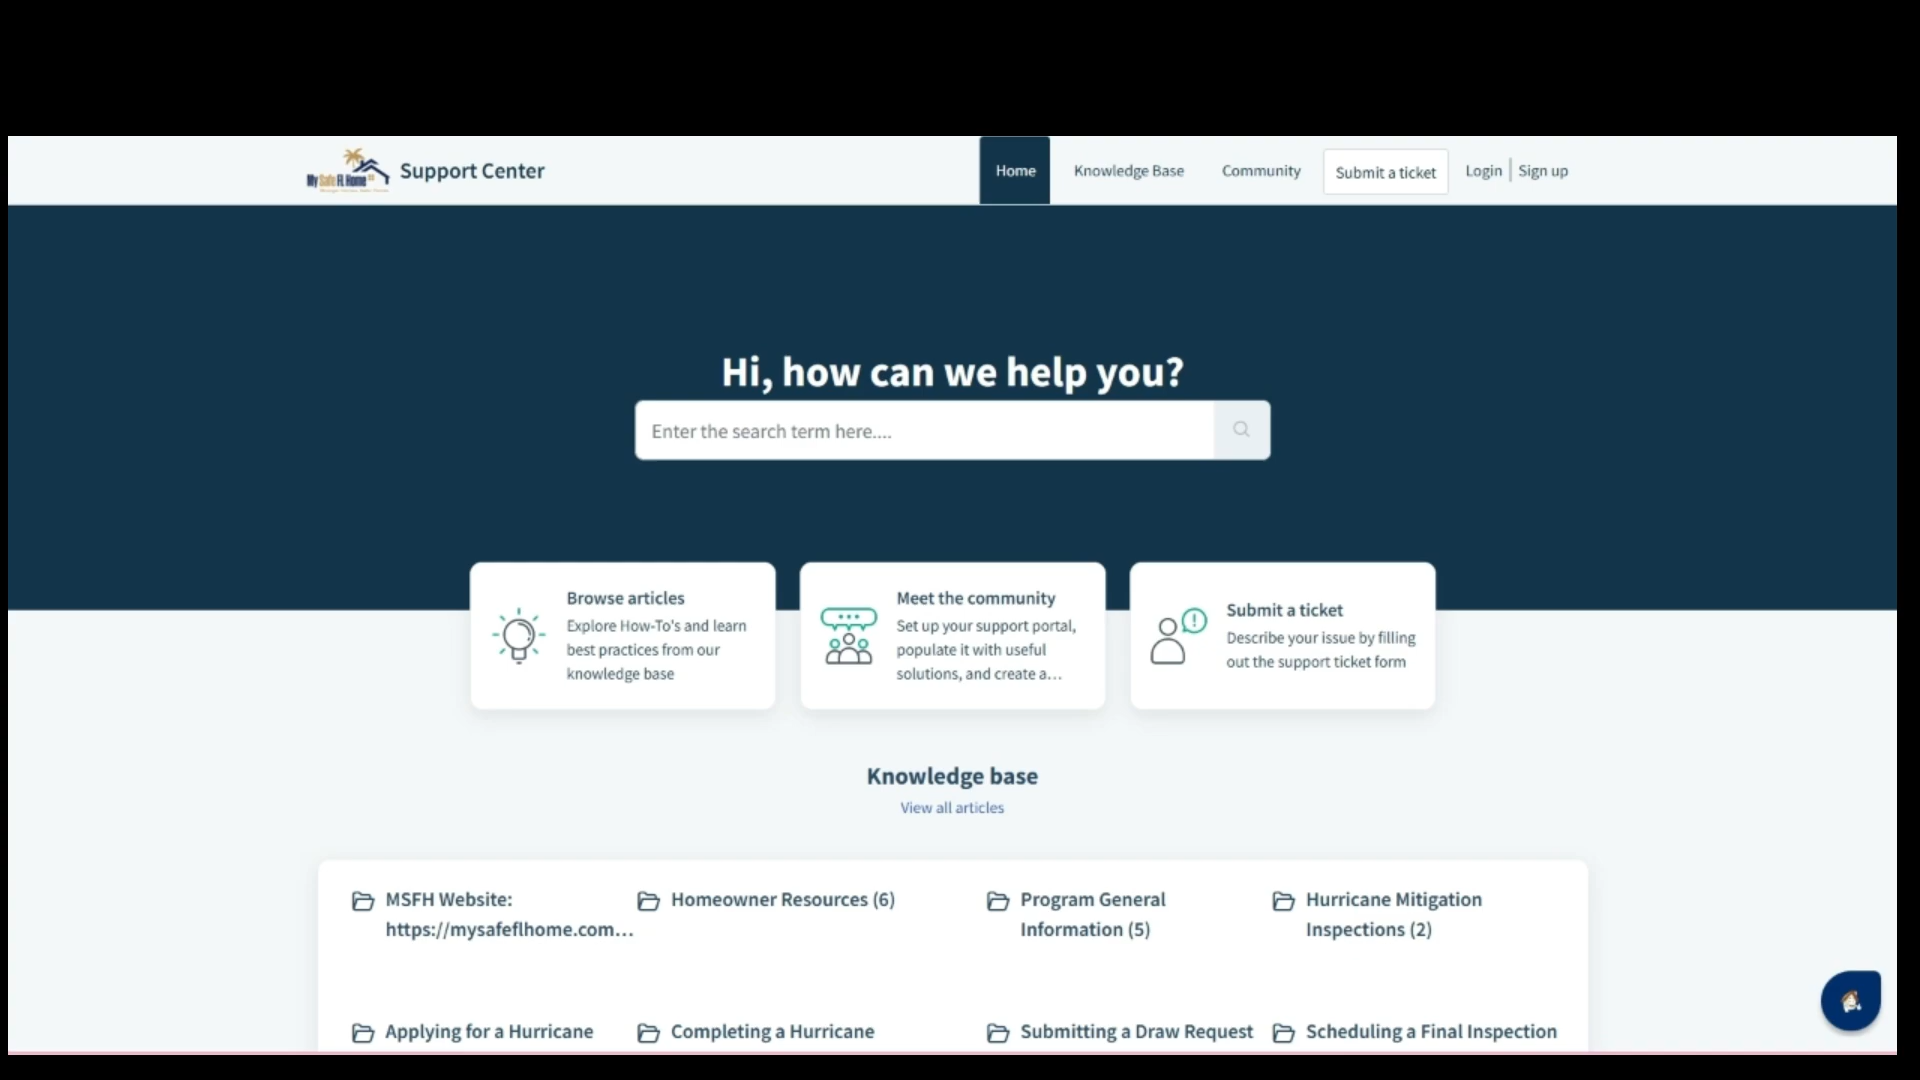 My Safe FL Home
Support Center
Home
Knowledge Base
Community
Submit a ticket
Login
Sign up
Hi, how can we help you?
Enter the search term here....
Browse articles
Explore How-To's and learn
best practices from our
knowledge base
Meet the community
Set up your support portal,
populate it with useful
solutions, and create a...
Submit a ticket
Describe your issue by filling
out the support ticket form
Knowledge base
View all articles
MSFH Website:
https://mysafeflhome.com...
Homeowner Resources (6)
Program General
Information (5)
Hurricane Mitigation
Inspections (2)
Applying for a Hurricane
Completing a Hurricane
Submitting a Draw Request
Scheduling a Final Inspection